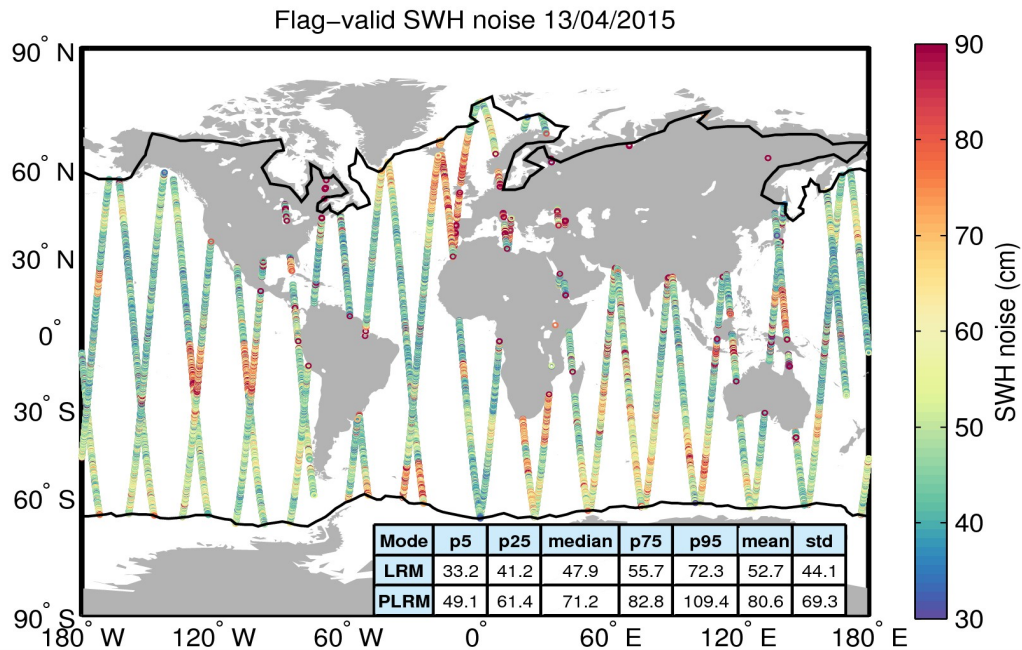 Flag−valid SWH noise 13/04/2015
90° N
60° N
30° N
0°
30° S
60° S
90° S
180° W
120° W
60° W
0°
60° E
120° E
180° E
90
80
70
60
50
40
30
SWH noise (cm)
Mode p5 p25 median p75 p95 mean std
LRM 33.2 41.2 47.9 55.7 72.3 52.7 44.1
PLRM 49.1 61.4 71.2 82.8 109.4 80.6 69.3